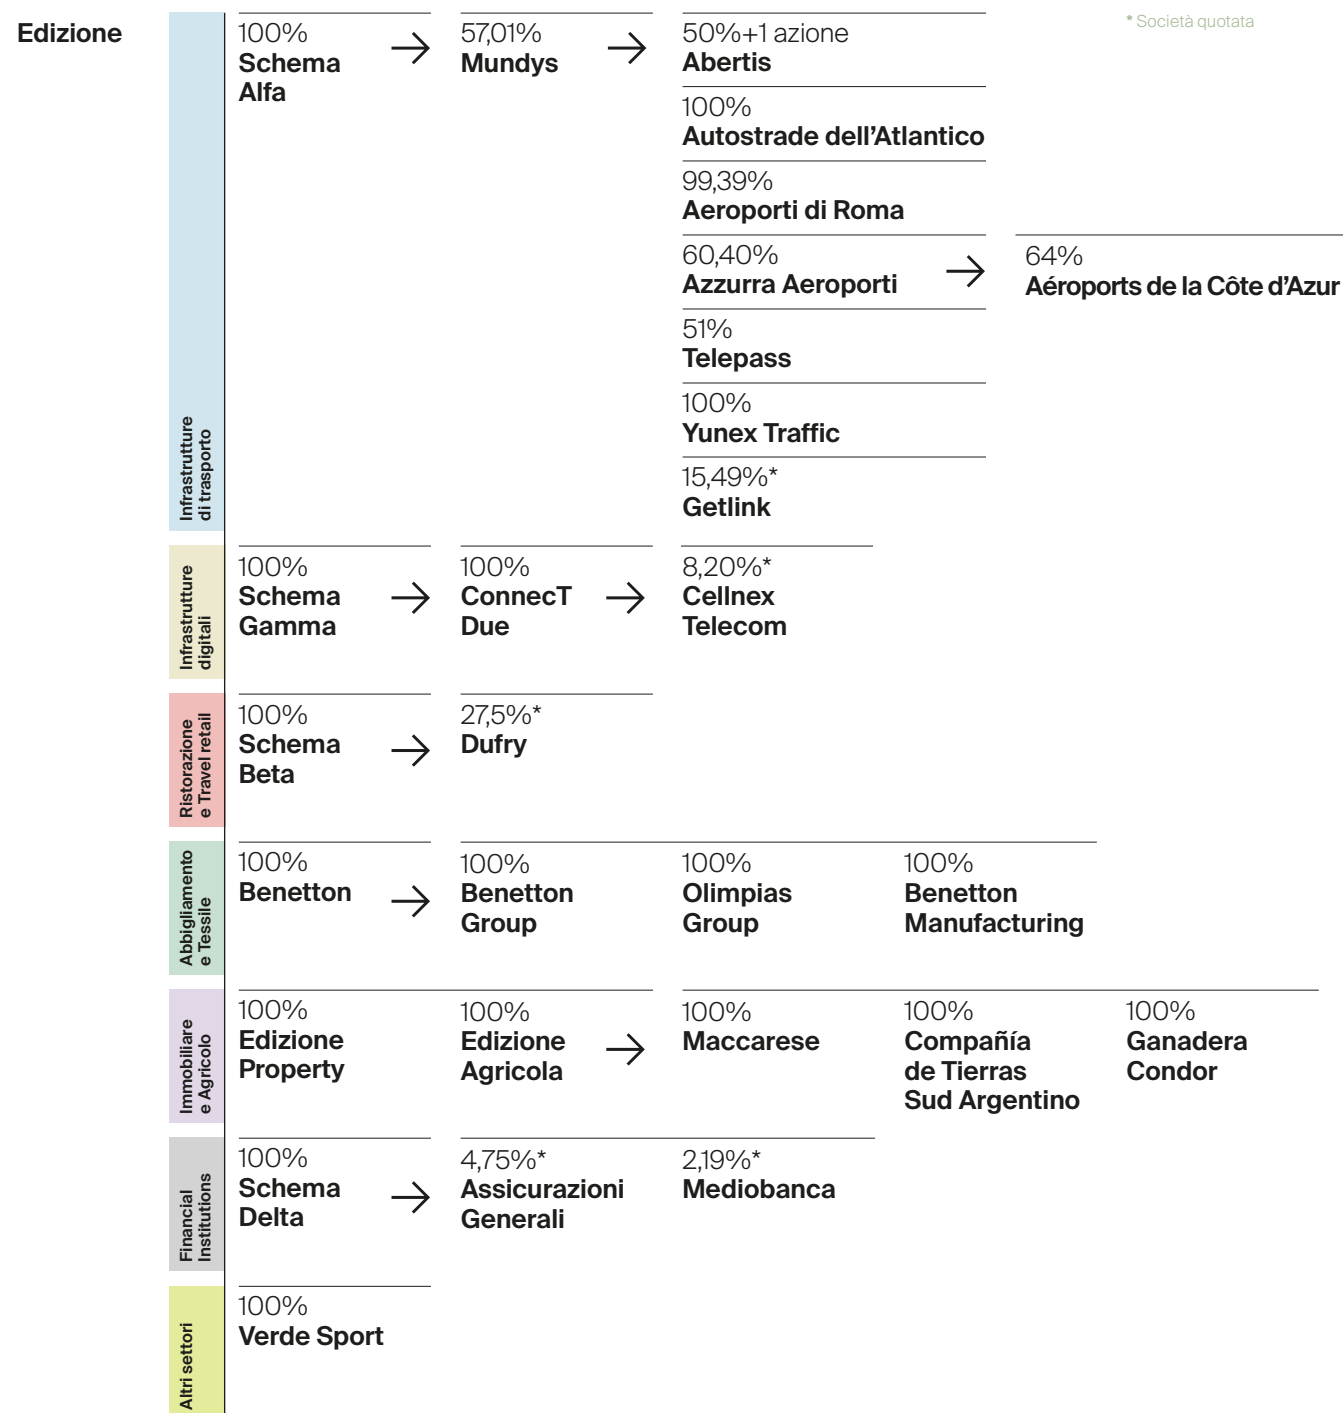 Edizione
* Società quotata
Infrastrutture
di trasporto
100%
Schema
Alfa
57,01%
Mundys
50%+1 azione
Abertis
100%
Autostrade dell’Atlantico
99,39%
Aeroporti di Roma
60,40%
Azzurra Aeroporti
64%
Aéroports de la Côte d’Azur
51%
Telepass
100%
Yunex Traffic
15,49%*
Getlink
Infrastrutture
digitali
100%
Schema
Gamma
100%
ConnecT
Due
8,20%*
Cellnex
Telecom
Ristorazione
e Travel retail
100%
Schema
Beta
27,5%*
Dufry
Abbigliamento
e Tessile
100%
Benetton
100%
Benetton
Group
100%
Olimpias
Group
100%
Benetton
Manufacturing
Immobiliare
e Agricolo
100%
Edizione
Property
100%
Edizione
Agricola
100%
Maccarese
100%
Compañía
de Tierras
Sud Argentino
100%
Ganadera
Condor
Financial
Institutions
100%
Schema
Delta
4,75%*
Assicurazioni
Generali
2,19%*
Mediobanca
Altri settori
100%
Verde Sport